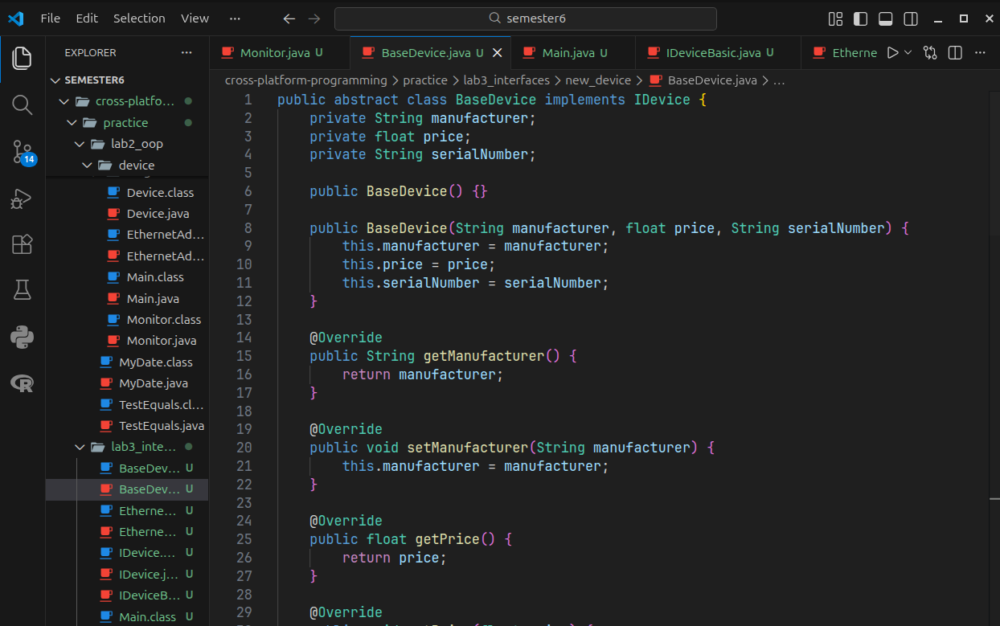 File Edit Selection View ··· semester6
EXPLORER ···
SEMESTER6
cross-platfo...
practice
lab2_oop
device
Device.class
Device.java
EthernetAd...
EthernetAd...
Main.class
Main.java
Monitor.class
Monitor.java
MyDate.class
MyDate.java
TestEquals.cl...
TestEquals.java
lab3_inte...
BaseDev... U
BaseDev... U
Etherne... U
Etherne... U
IDevice.... U
IDevice.j... U
IDeviceB... U
Main.class U
14
Monitor.java U BaseDevice.java U Main.java U IDeviceBasic.java U Etherne
cross-platform-programming > practice > lab3_interfaces > new_device > BaseDevice.java > ...
1 public abstract class BaseDevice implements IDevice {
2 private String manufacturer;
3 private float price;
4 private String serialNumber;
5
6 public BaseDevice() {}
7
8 public BaseDevice(String manufacturer, float price, String serialNumber) {
9 this.manufacturer = manufacturer;
10 this.price = price;
11 this.serialNumber = serialNumber;
12 }
13
14 @Override
15 public String getManufacturer() {
16 return manufacturer;
17 }
18
19 @Override
20 public void setManufacturer(String manufacturer) {
21 this.manufacturer = manufacturer;
22 }
23
24 @Override
25 public float getPrice() {
26 return price;
27 }
28
29 @Override